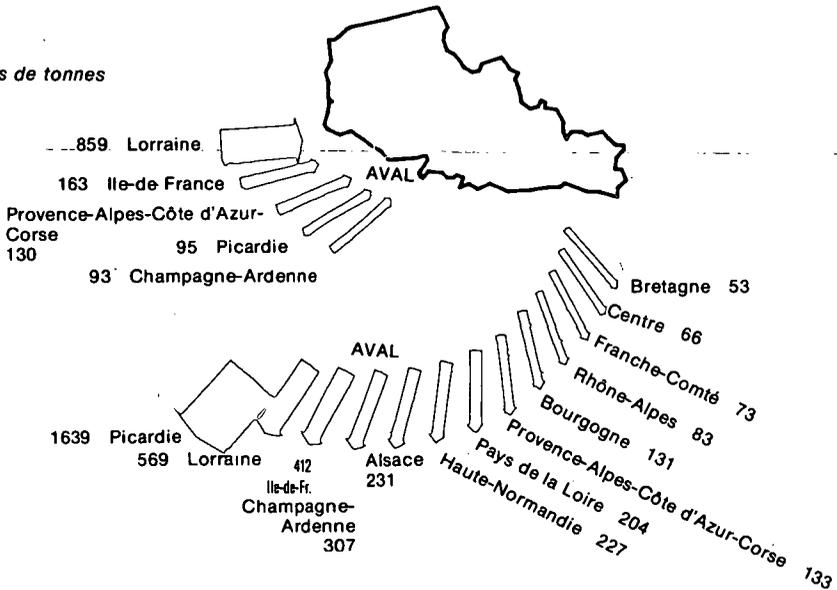 s de tonnes
859 Lorraine
AVAL
163 Ile-de France
Provence-Alpes-Côte d'Azur-
Corse
130
95 Picardie
93 Champagne-Ardenne
Bretagne 53
Centre 66
Franche-Comté 73
Rhône-Alpes 83
Bourgogne 131
Provence-Alpes-Côte d'Azur-Corse 133
Pays de la Loire 204
Haute-Normandie 227
AVAL
1639 Picardie
569 Lorraine
412
Ile-de-Fr.
Alsace
231
Champagne-
Ardenne
307